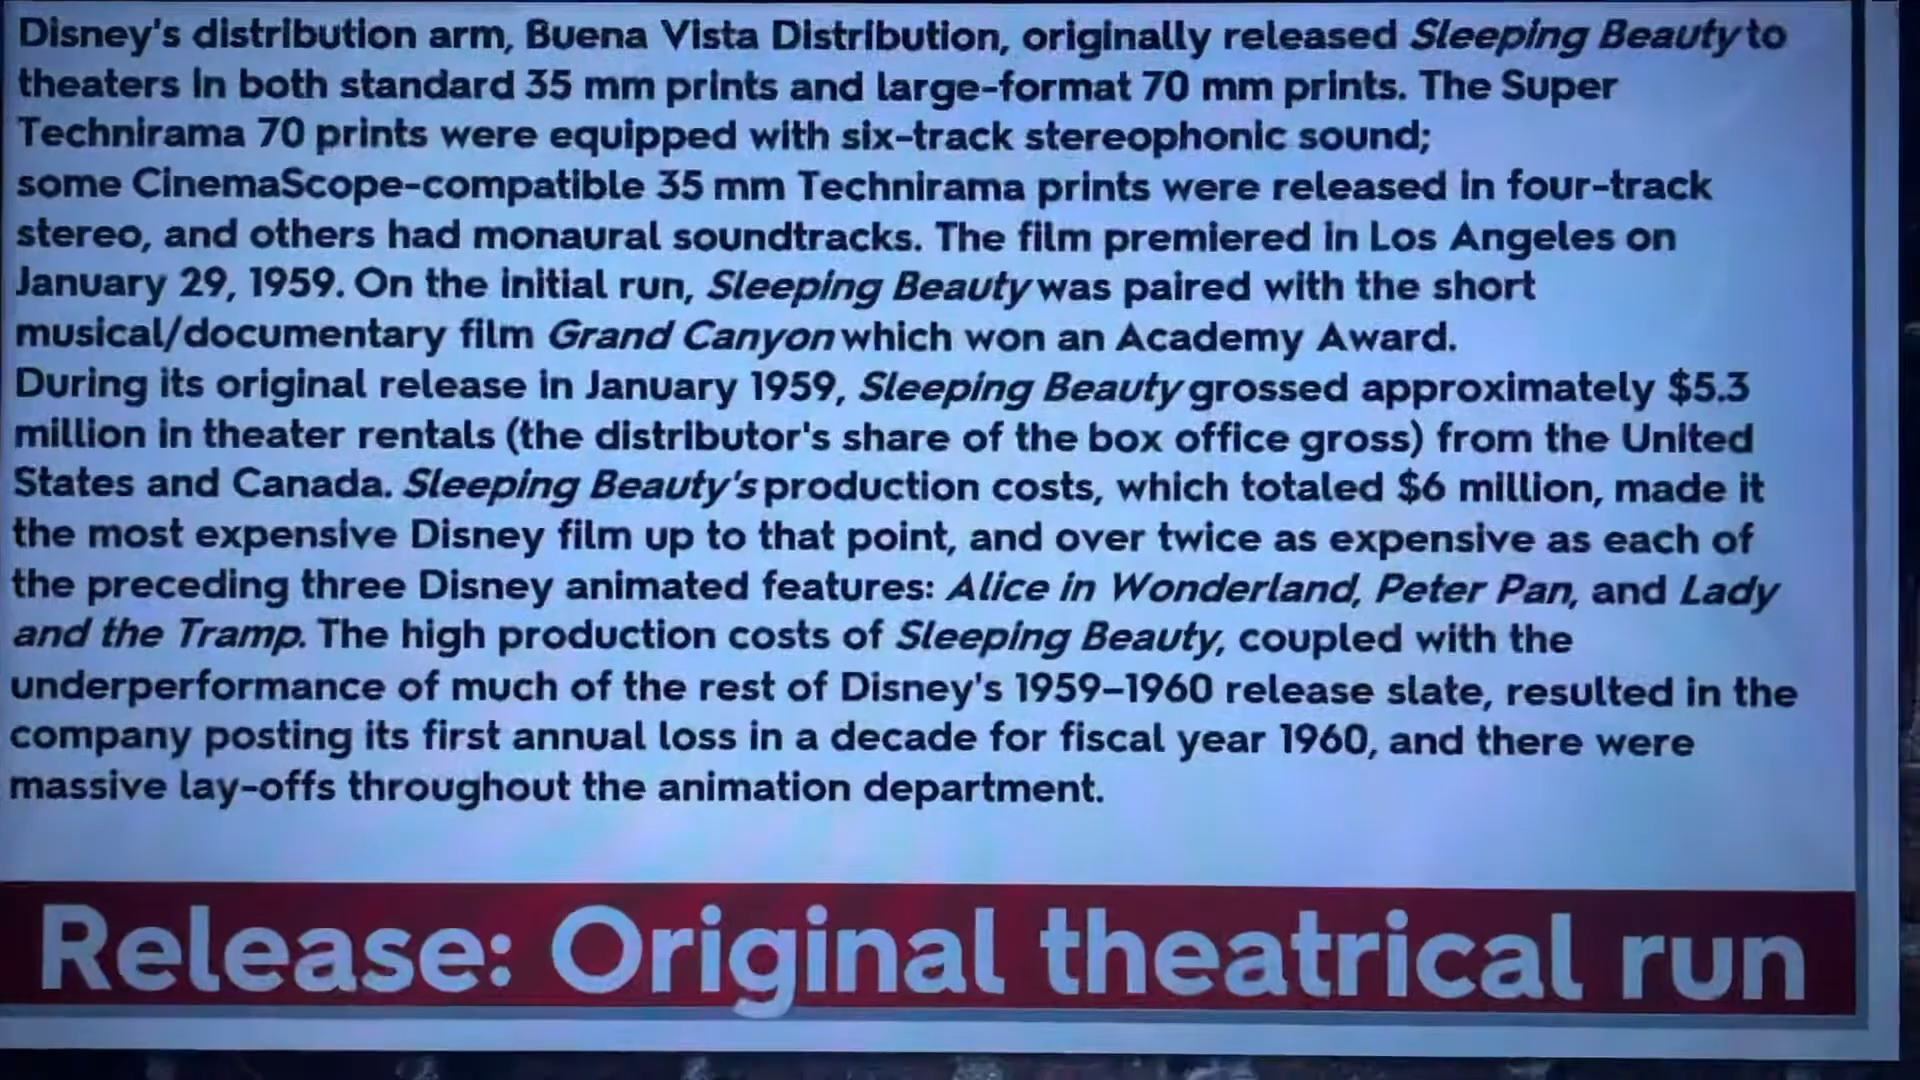 Disney's distribution arm, Buena Vista Distribution, originally released Sleeping Beauty to
theaters in both standard 35 mm prints and large-format 70 mm prints. The Super
Technirama 70 prints were equipped with six-track stereophonic sound;
some CinemaScope-compatible 35 mm Technirama prints were released in four-track
stereo, and others had monaural soundtracks. The film premiered in Los Angeles on
January 29, 1959. On the initial run, Sleeping Beauty was paired with the short
musical/documentary film Grand Canyon which won an Academy Award.
During its original release in January 1959, Sleeping Beauty grossed approximately $5.3
million in theater rentals (the distributor's share of the box office gross) from the United
States and Canada. Sleeping Beauty's production costs, which totaled $6 million, made it
the most expensive Disney film up to that point, and over twice as expensive as each of
the preceding three Disney animated features: Alice in Wonderland, Peter Pan, and Lady
and the Tramp. The high production costs of Sleeping Beauty, coupled with the
underperformance of much of the rest of Disney's 1959–1960 release slate, resulted in the
company posting its first annual loss in a decade for fiscal year 1960, and there were
massive lay-offs throughout the animation department.
Release: Original theatrical run